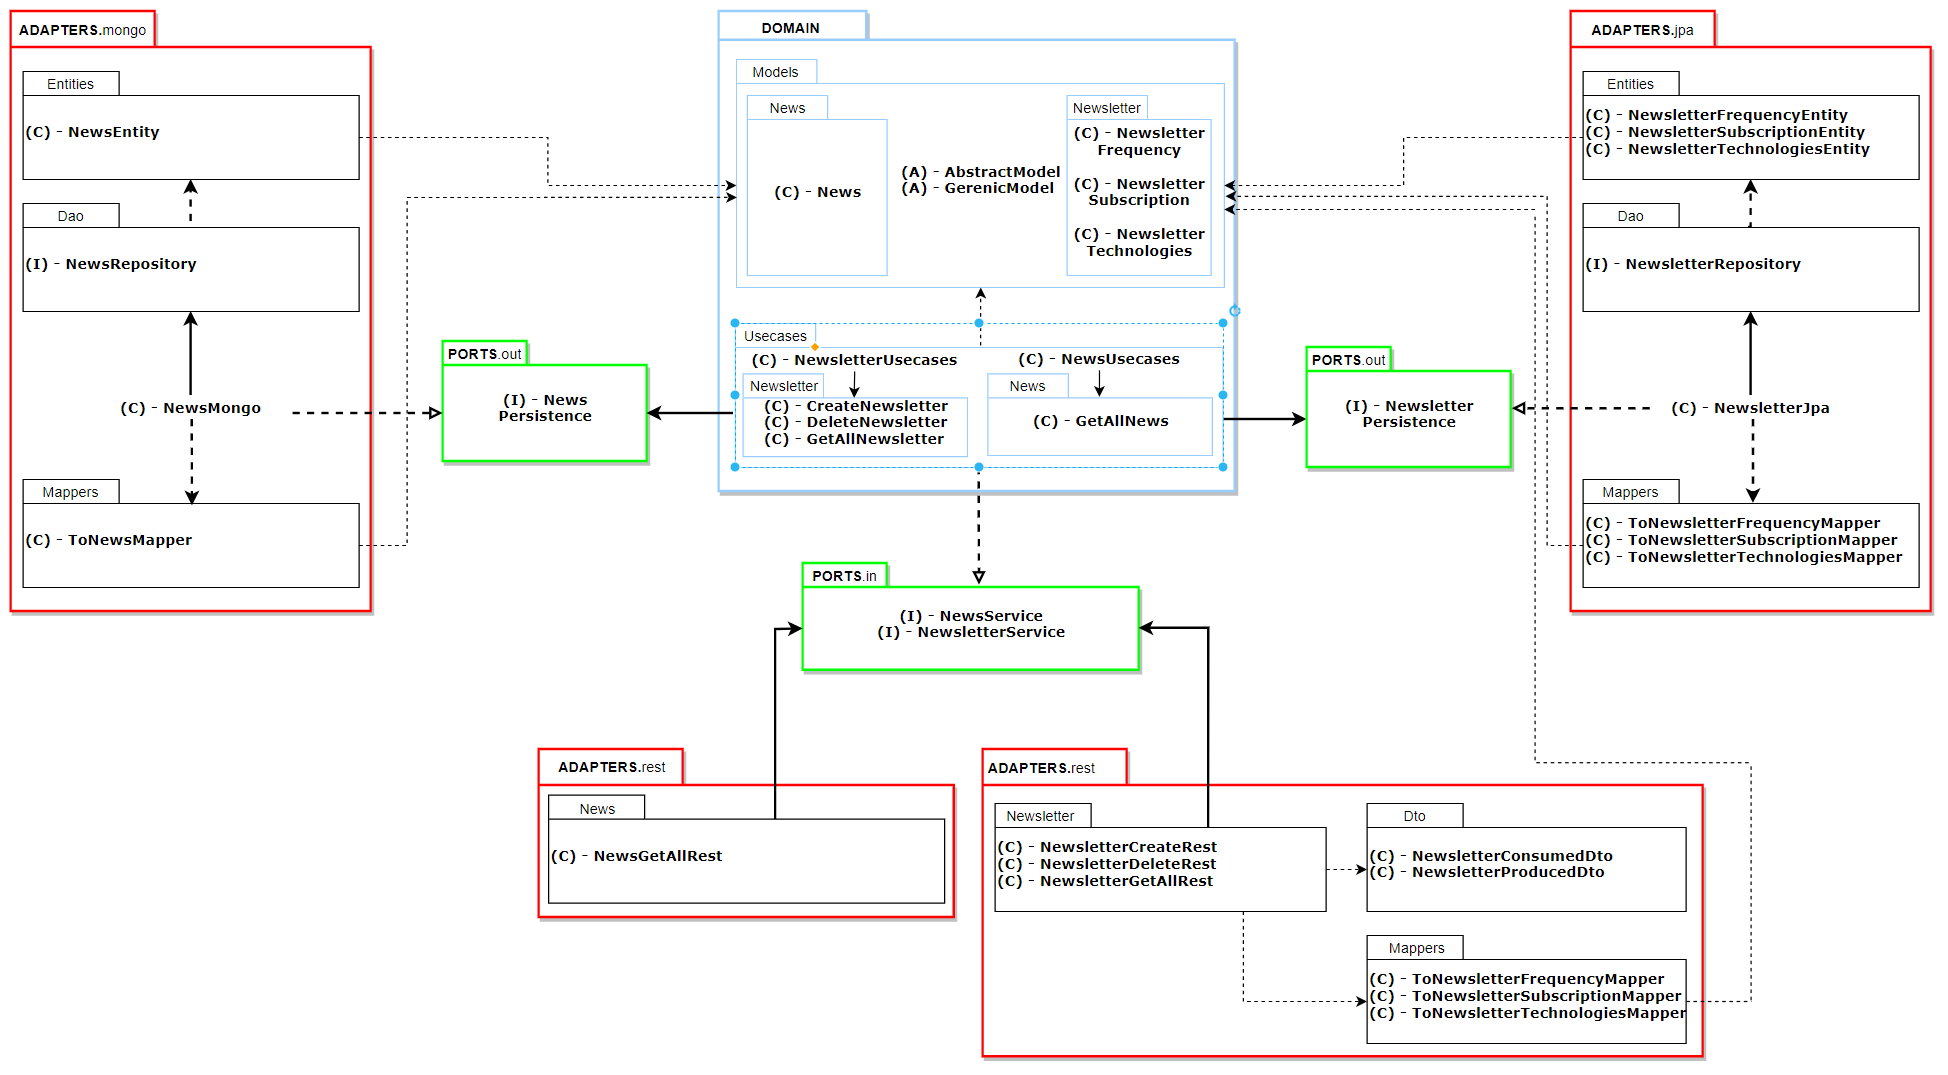 ADAPTERS.mongo
Entities
(C) - NewsEntity
Dao
(I) - NewsRepository
(C) - NewsMongo
Mappers
(C) - ToNewsMapper
PORTS.out
(I) - News
Persistence
DOMAIN
Models
News
(C) - News
(A) - AbstractModel
(A) - GerenicModel
Newsletter
(C) - Newsletter
Frequency
(C) - Newsletter
Subscription
(C) - Newsletter
Technologies
Usecases
(C) - NewsletterUsecases
Newsletter
(C) - CreateNewsletter
(C) - DeleteNewsletter
(C) - GetAllNewsletter
(C) - NewsUsecases
News
(C) - GetAllNews
PORTS.out
(I) - Newsletter
Persistence
ADAPTERS.jpa
Entities
(C) - NewsletterFrequencyEntity
(C) - NewsletterSubscriptionEntity
(C) - NewsletterTechnologiesEntity
Dao
(I) - NewsletterRepository
(C) - NewsletterJpa
Mappers
(C) - ToNewsletterFrequencyMapper
(C) - ToNewsletterSubscriptionMapper
(C) - ToNewsletterTechnologiesMapper
PORTS.in
(I) - NewsService
(I) - NewsletterService
ADAPTERS.rest
News
(C) - NewsGetAllRest
ADAPTERS.rest
Newsletter
(C) - NewsletterCreateRest
(C) - NewsletterDeleteRest
(C) - NewsletterGetAllRest
Dto
(C) - NewsletterConsumedDto
(C) - NewsletterProducedDto
Mappers
(C) - ToNewsletterFrequencyMapper
(C) - ToNewsletterSubscriptionMapper
(C) - ToNewsletterTechnologiesMapper